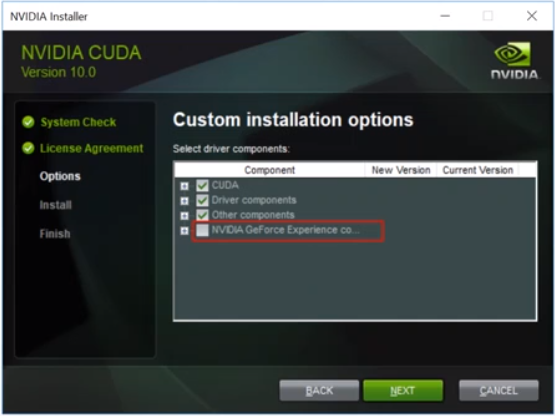 NVIDIA Installer
NVIDIA CUDA
Version 10.0
NVIDIA.
System Check
License Agreement
Options
Install
Finish
Custom installation options
Select driver components:
Component New Version Current Version
CUDA
Driver components
Other components
NVIDIA GeForce Experience co...
BACK NEXT CANCEL